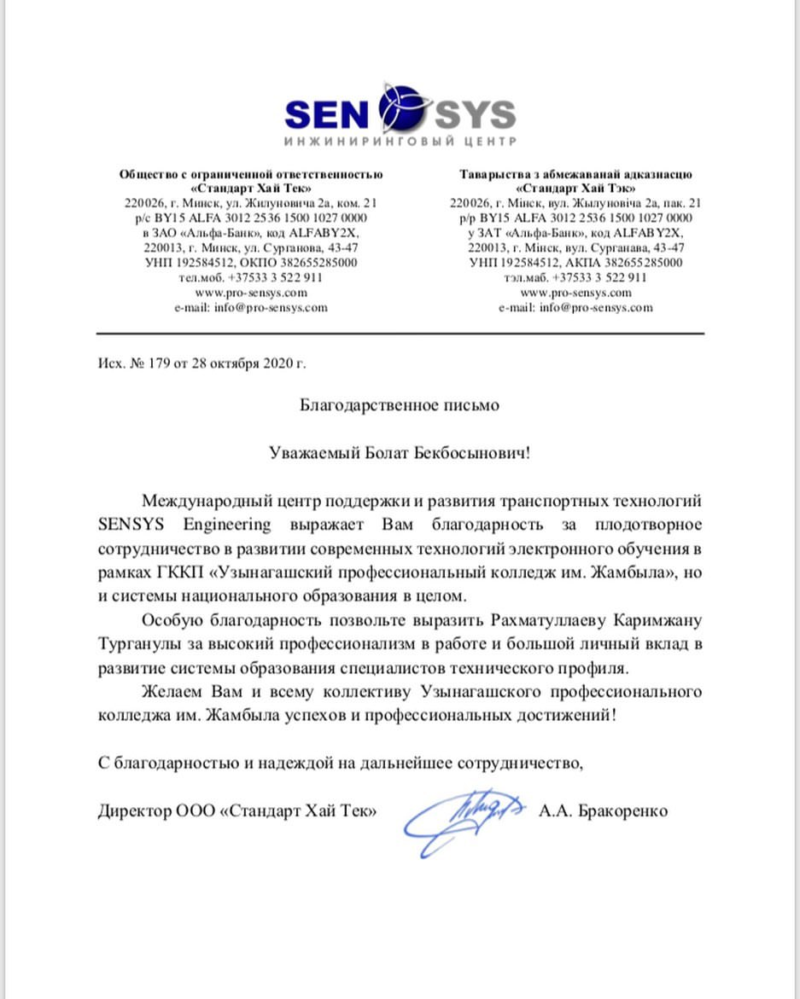 SENSYS
ИНЖИНИРИНГОВЫЙ ЦЕНТР
Общество с ограниченной ответственностью
«Стандарт Хай Тек»
220026, г. Минск, ул. Жилуновича 2а, ком. 21
р/с BY15 ALFA 3012 2536 1500 1027 0000
в ЗАО «Альфа-Банк», код ALFABY2X,
220013, г. Минск, ул. Сурганова, 43-47
УНП 192584512, ОКПО 382655285000
тел.моб. +37533 3 522 911
www.pro-sensys.com
e-mail: info@pro-sensys.com
Таварыства з абмежаванай адказнасцю
«Стандарт Хай Тэк»
220026, г. Мінск, вул. Жылуновіча 2а, пак. 21
р/р BY15 ALFA 3012 2536 1500 1027 0000
у ЗАТ «Альфа-Банк», код ALFABY2X,
220013, г. Мінск, вул. Сурганава, 43-47
УНП 192584512, АКПА 382655285000
тэл.маб. +37533 3 522 911
www.pro-sensys.com
e-mail: info@pro-sensys.com
Исх. № 179 от 28 октября 2020 г.
Благодарственное письмо
Уважаемый Болат Бекбосынович!
Международный центр поддержки и развития транспортных технологий
SENSYS Engineering выражает Вам благодарность за плодотворное
сотрудничество в развитии современных технологий электронного обучения в
рамках ГККП «Узынагашский профессиональный колледж им. Жамбыла», но
и системы национального образования в целом.
Особую благодарность позвольте выразить Рахматуллаеву Каримжану
Турганулы за высокий профессионализм в работе и большой личный вклад в
развитие системы образования специалистов технического профиля.
Желаем Вам и всему коллективу Узынагашского профессионального
колледжа им. Жамбыла успехов и профессиональных достижений!
С благодарностью и надеждой на дальнейшее сотрудничество,
Директор ООО «Стандарт Хай Тек» А.А. Бракоренко